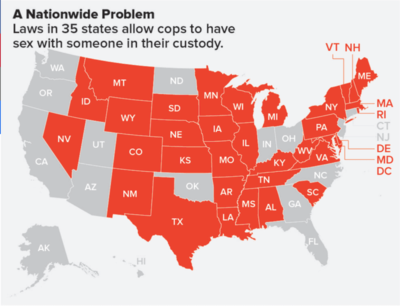 A Nationwide Problem
Laws in 35 states allow cops to have
sex with someone in their custody.
VT NH
WA
MT
ND
MN
ME
OR
ID
SD
WI
MI
NY
MA
RI
CT
NJ
WY
IA
PA
NV
NE
IL
IN
OH
DE
MD
DC
UT
CO
KS
MO
KY
WV
VA
CA
AZ
NM
OK
AR
TN
NC
SC
TX
LA
MS
AL
GA
FL
AK
HI